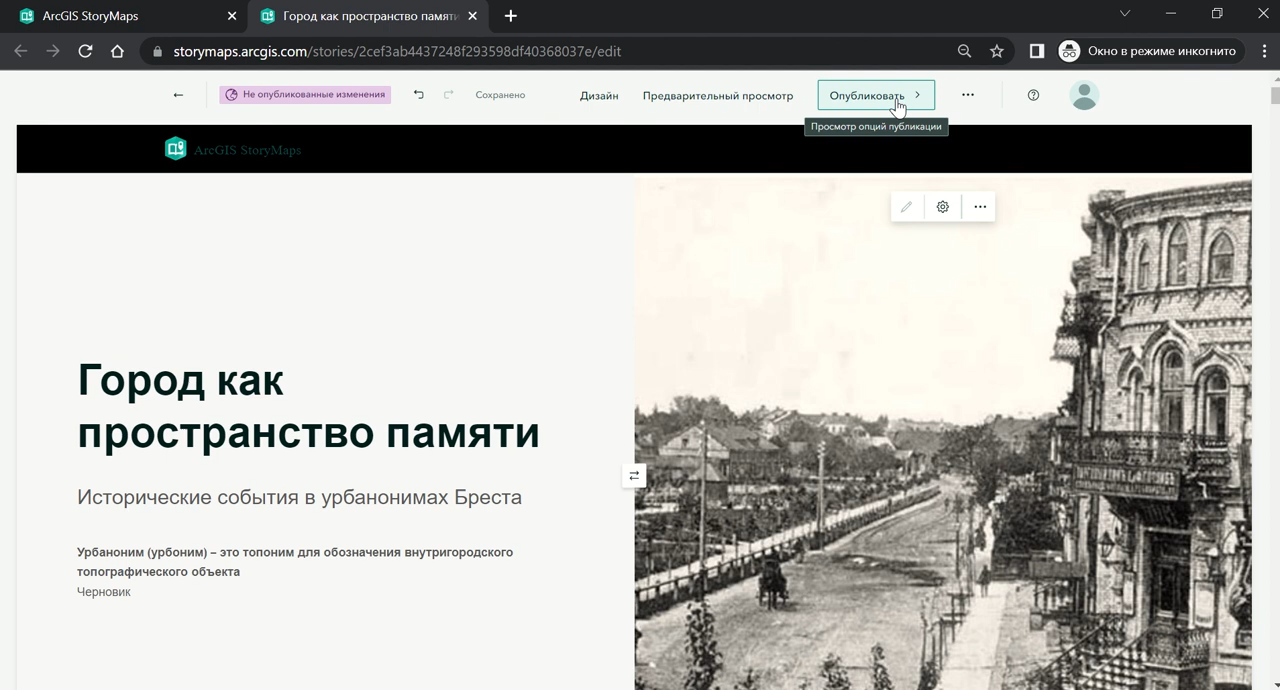 ArcGIS StoryMaps
Город как пространство памяти
storymaps.arcgis.com/stories/2cef3ab4437248f293598df40368037e/edit
Окно в режиме инкогнито
Не опубликованные изменения
Сохранено
Дизайн
Предварительный просмотр
Опубликовать
Просмотр опций публикации
ArcGIS StoryMaps
Город как
пространство памяти
Исторические события в урбанонимах Бреста
Урбаноним (урбоним) – это топоним для обозначения внутригородского
топографического объекта
Черновик